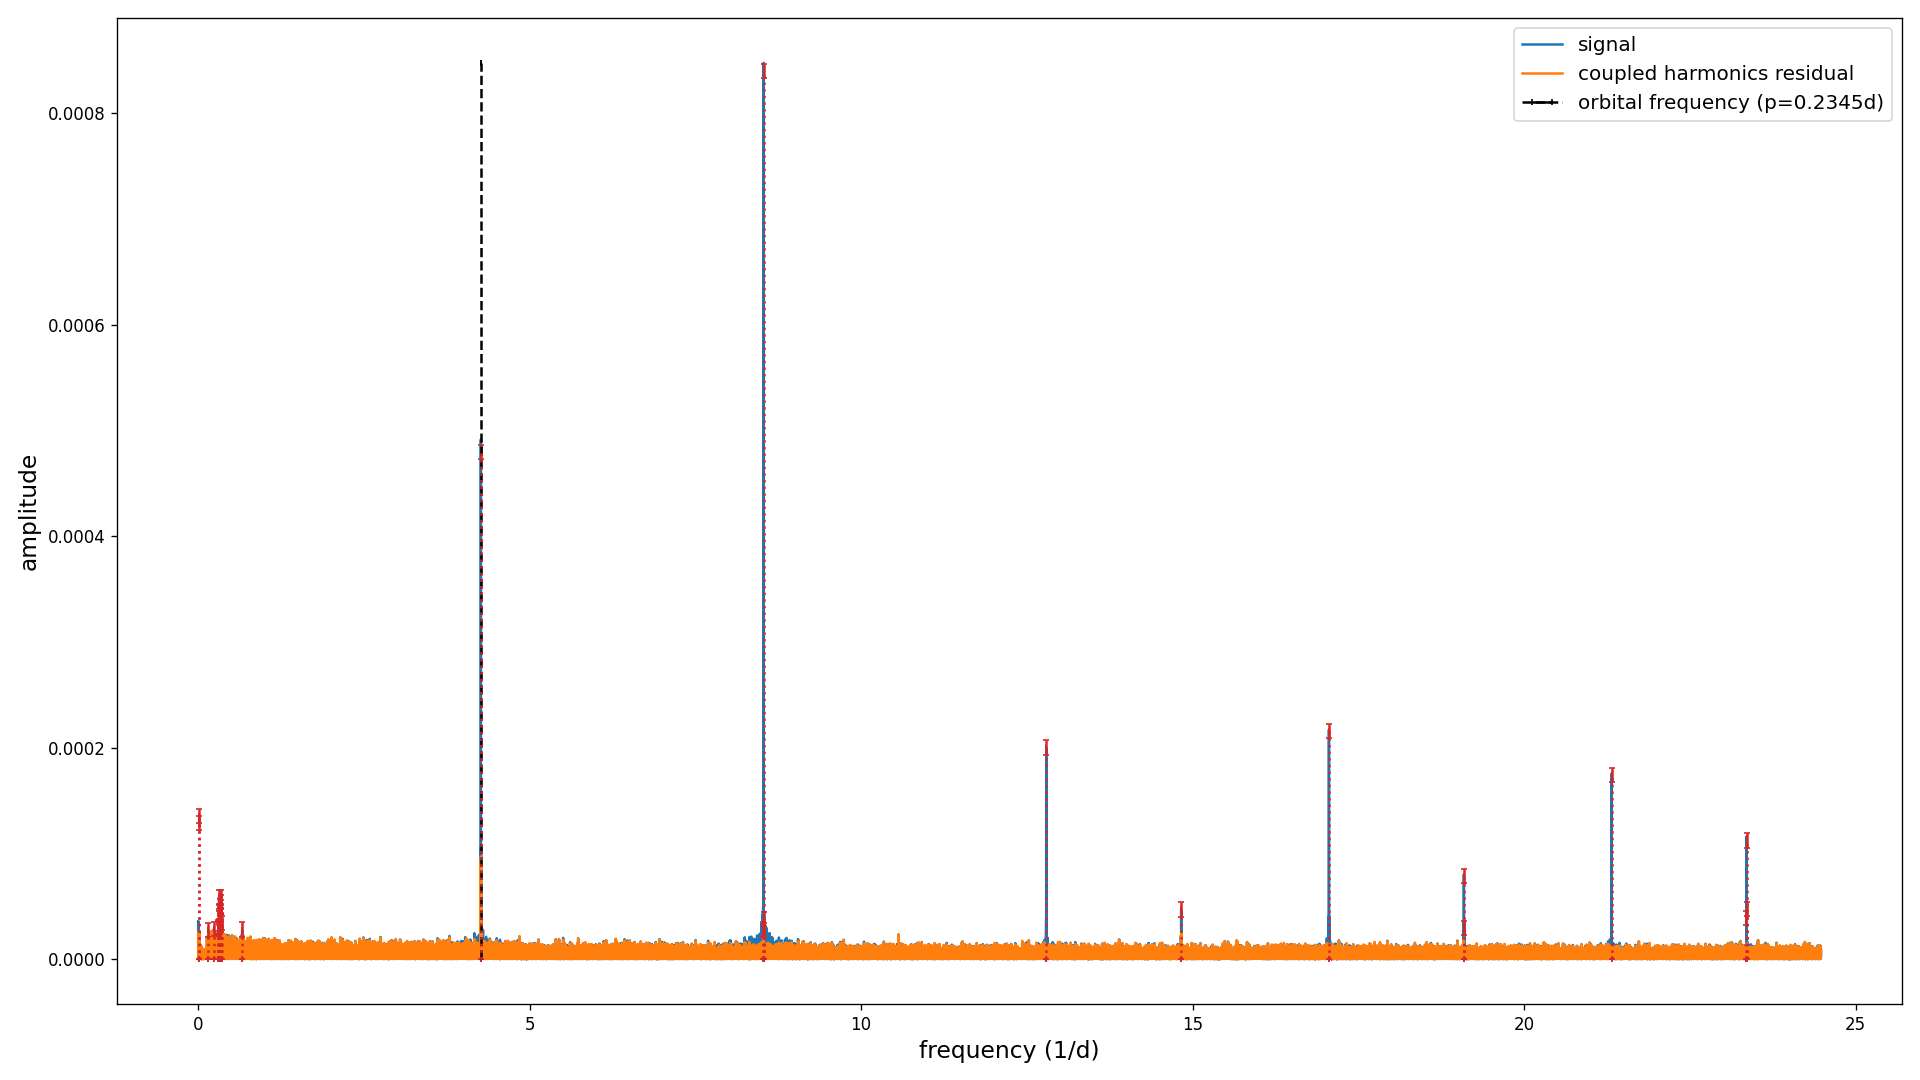 signal
coupled harmonics residual
orbital frequency (p=0.2345d)
0.0008
0.0006
0.0004
0.0002
0.0000
amplitude
0 5 10 15 20 25
frequency (1/d)